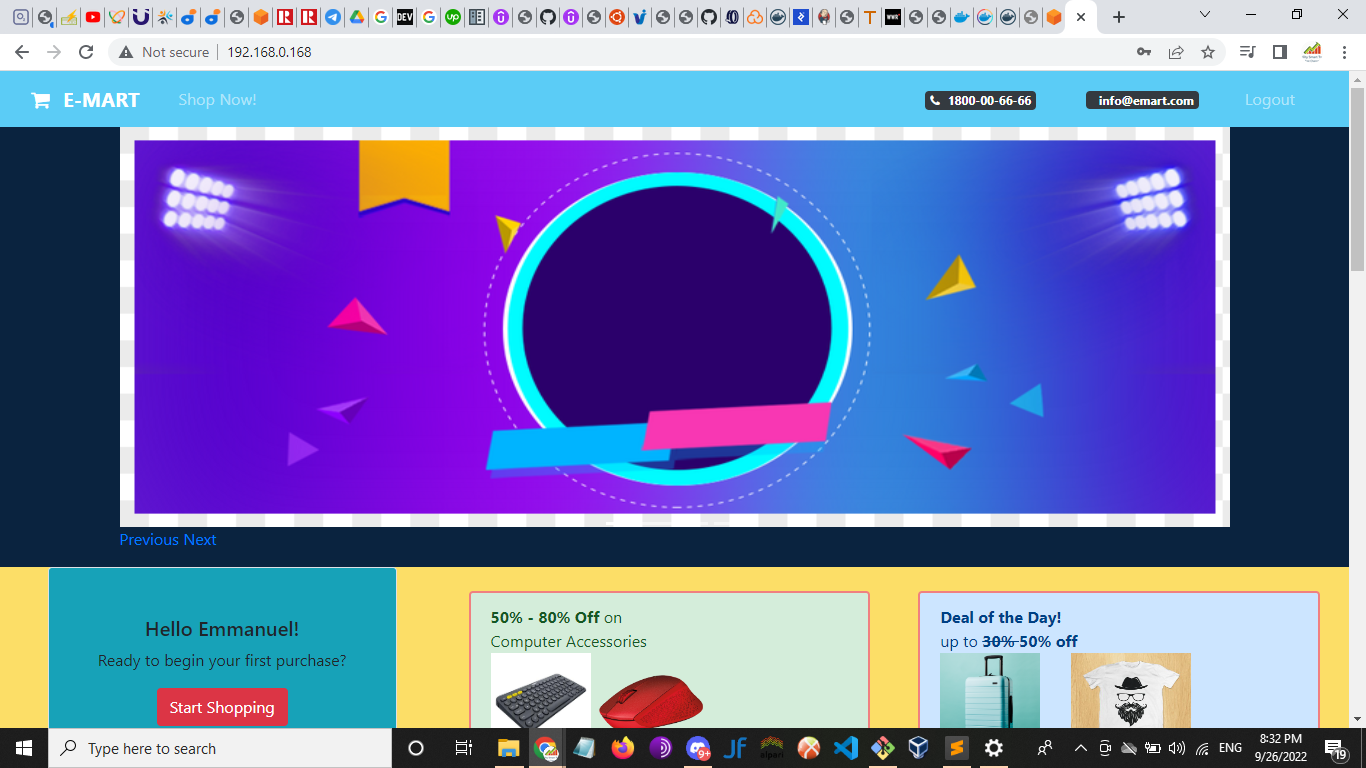 Not secure
192.168.0.168
E-MART
Shop Now!
1800-00-66-66
info@emart.com
Logout
Previous Next
Hello Emmanuel!
Ready to begin your first purchase?
Start Shopping
50% - 80% Off on
Computer Accessories
Deal of the Day!
up to 30% 50% off
Type here to search
9+
ENG
8:32 PM
9/26/2022
19